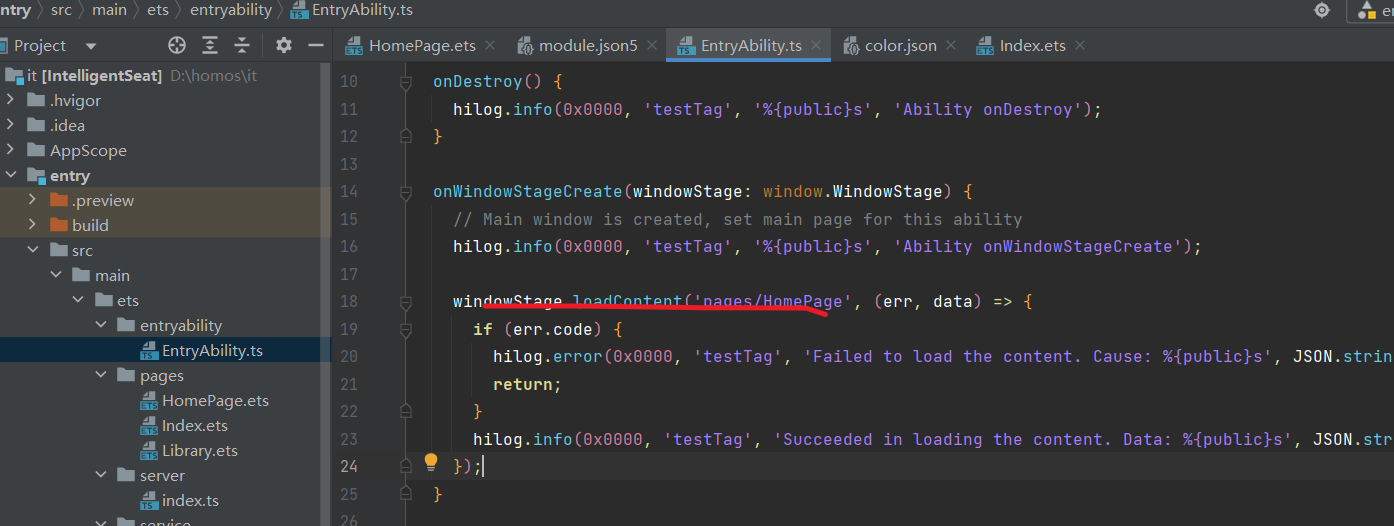 entry > src > main > ets > entryability > EntryAbility.ts
Project
HomePage.ets
module.json5
EntryAbility.ts
color.json
Index.ets
it [IntelligentSeat] D:\homos\it
.hvigor
.idea
AppScope
entry
.preview
build
src
main
ets
entryability
EntryAbility.ts
pages
HomePage.ets
Index.ets
Library.ets
server
index.ts
service
10 onDestroy() {
11 hilog.info(0x0000, 'testTag', '%{public}s', 'Ability onDestroy');
12 }
13
14 onWindowStageCreate(windowStage: window.WindowStage) {
15 // Main window is created, set main page for this ability
16 hilog.info(0x0000, 'testTag', '%{public}s', 'Ability onWindowStageCreate');
17
18 windowStage.loadContent('pages/HomePage', (err, data) => {
19 if (err.code) {
20 hilog.error(0x0000, 'testTag', 'Failed to load the content. Cause: %{public}s', JSON.strin
21 return;
22 }
23 hilog.info(0x0000, 'testTag', 'Succeeded in loading the content. Data: %{public}s', JSON.str
24 });
25 }
26